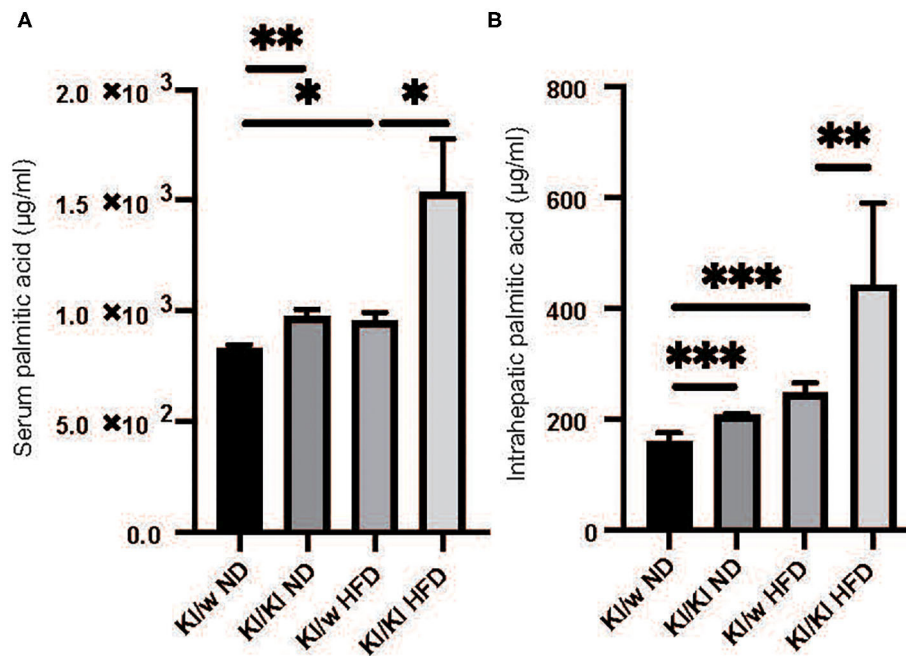 A
Serum palmitic acid (µg/ml)
2.0 ×10 3
1.5 ×10 3
1.0 ×10 3
5.0 ×10 2
0.0
**
*
*
KI/w ND
KI/KI ND
KI/w HFD
KI/KI HFD
B
Intrahepatic palmitic acid (µg/ml)
800
600
400
200
0
**
***
***
KI/w ND
KI/KI ND
KI/w HFD
KI/KI HFD